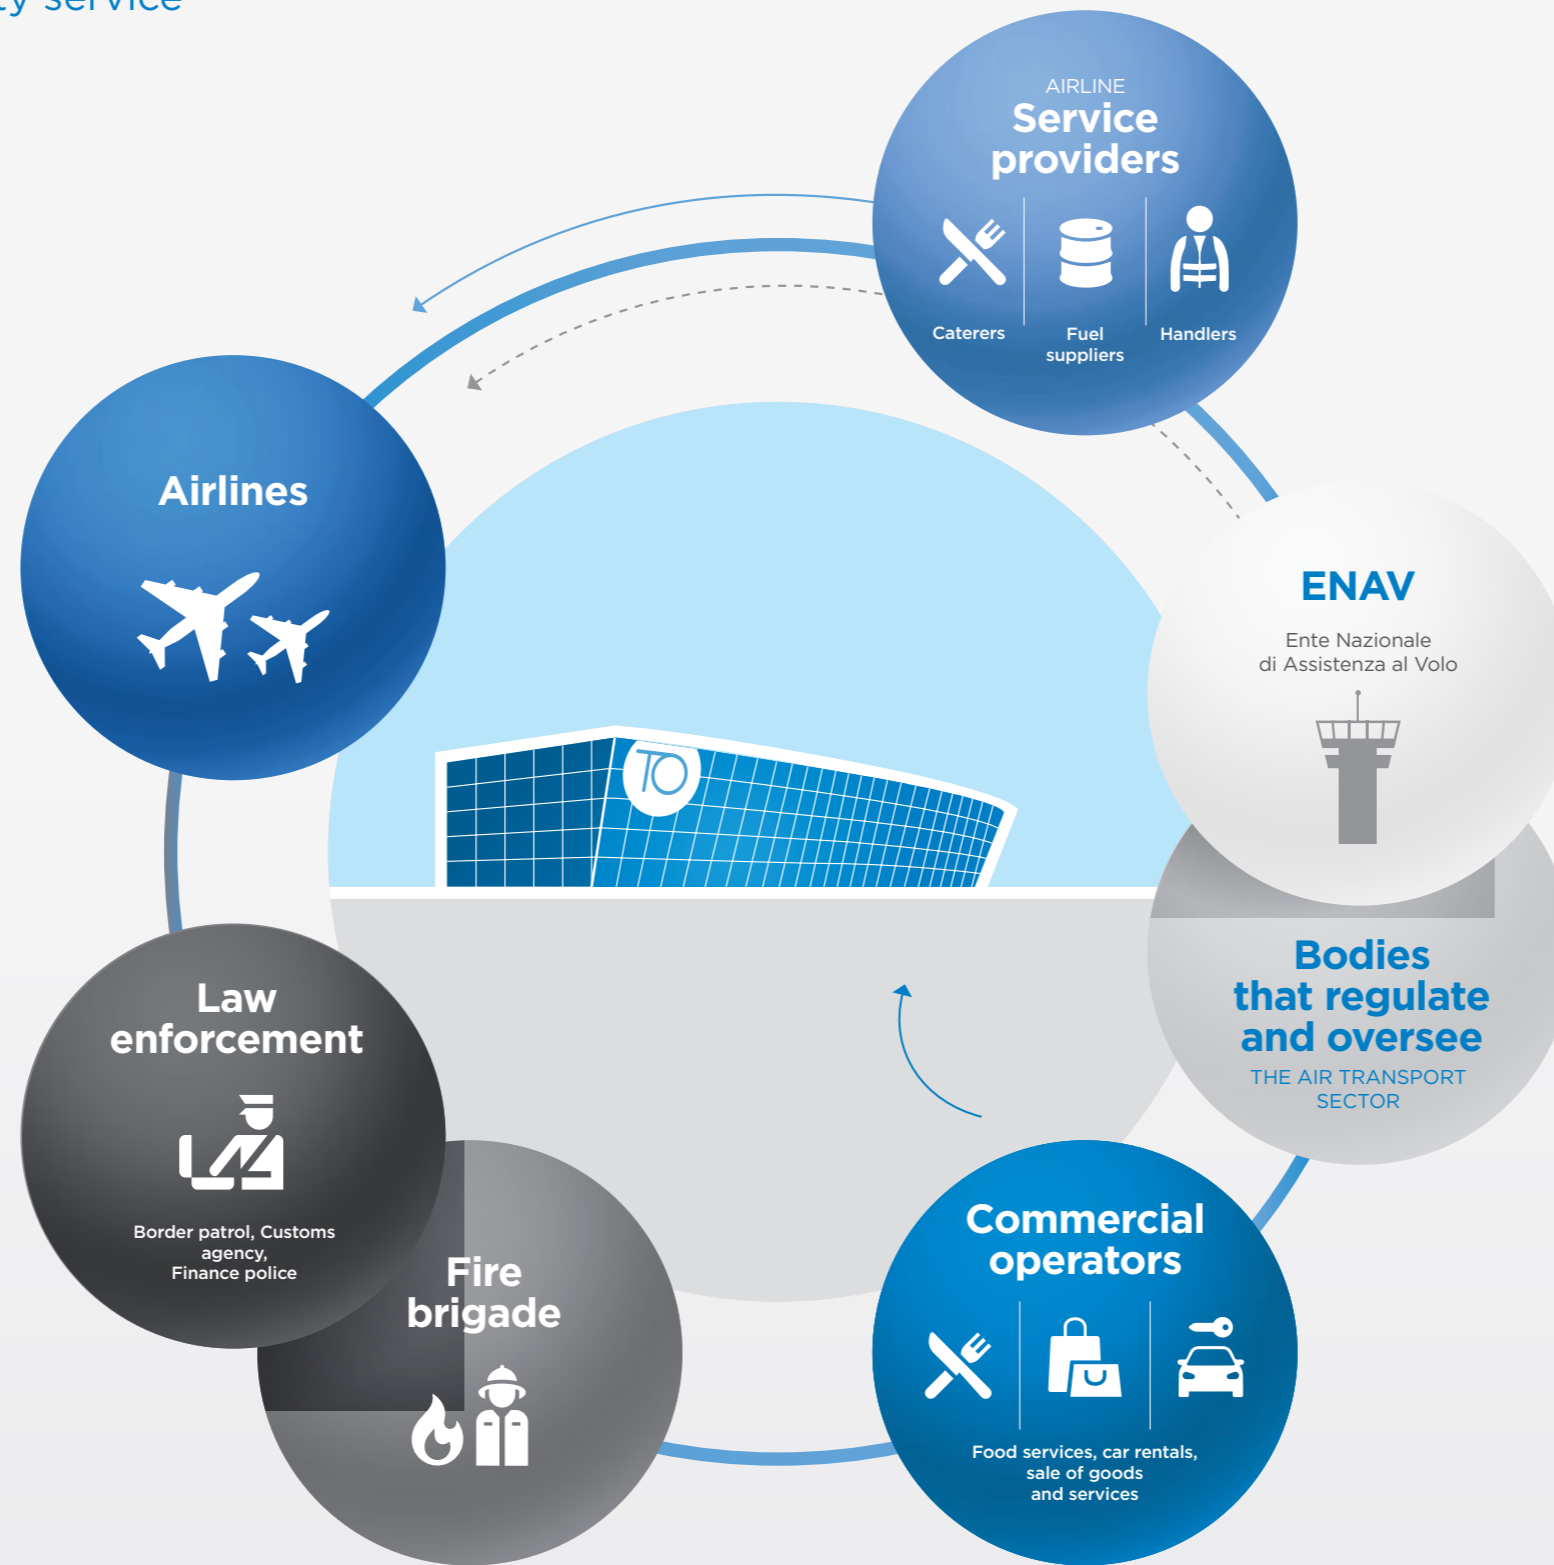 service
AIRLINE
Service
providers
Caterers
Fuel
suppliers
Handlers
Airlines
ENAV
Ente Nazionale
di Assistenza al Volo
TO
Bodies
that regulate
and oversee
THE AIR TRANSPORT
SECTOR
Law
enforcement
Border patrol, Customs
agency,
Finance police
Fire
brigade
Commercial
operators
Food services, car rentals,
sale of goods
and services